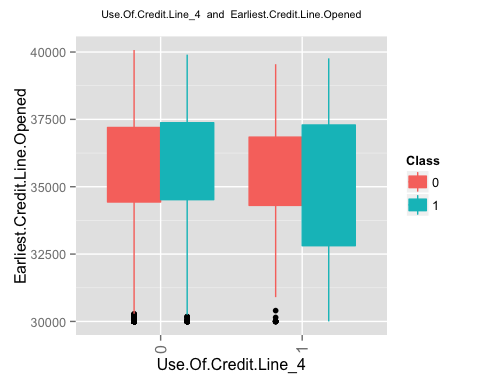 Use.Of.Credit.Line_4 and Earliest.Credit.Line.Opened
40000
37500
35000
32500
30000
Earliest.Credit.Line.Opened
0
1
Use.Of.Credit.Line_4
Class
0
1